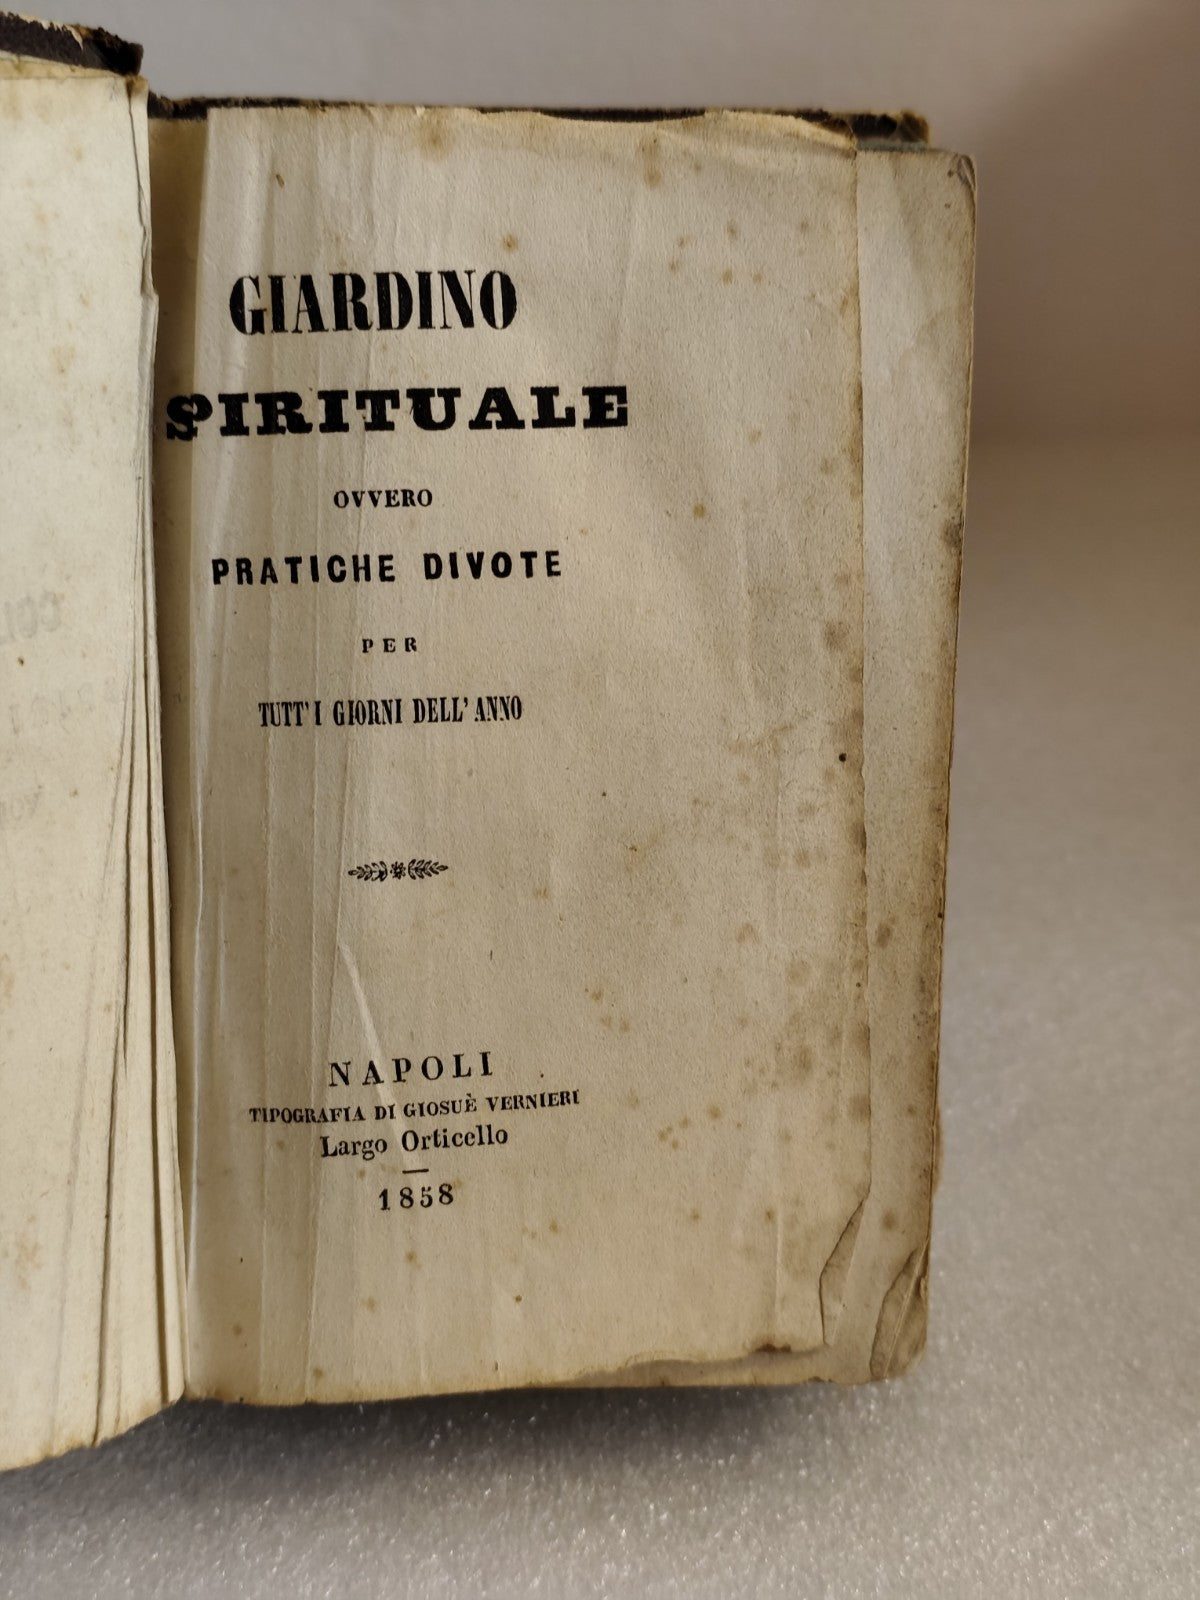 GIARDINO
SPIRITUALE
OVVERO
PRATICHE DIVOTE
PER
TUTT' I GIORNI DELL' ANNO
NAPOLI
TIPOGRAFIA DI GIOSUÈ VERNIERI
Largo Orticello
1858